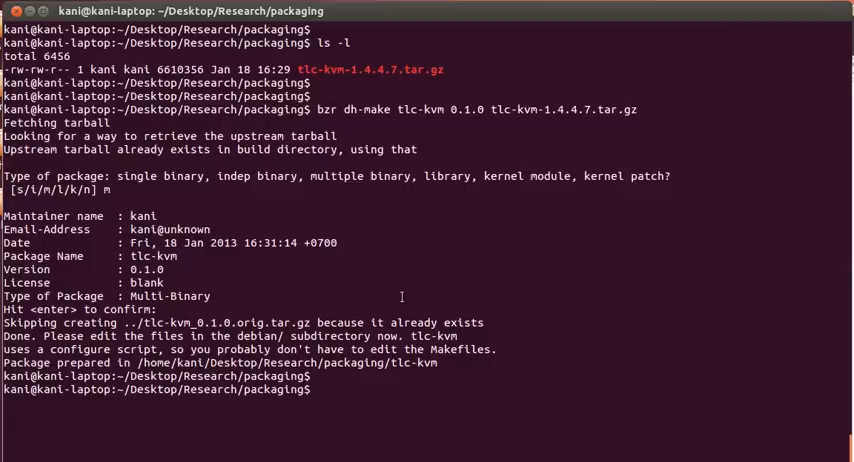 kani@kani-laptop: ~/Desktop/Research/packaging
kani@kani-laptop:~/Desktop/Research/packaging$
kani@kani-laptop:~/Desktop/Research/packaging$ ls -l
total 6456
-rw-rw-r-- 1 kani kani 6610356 Jan 18 16:29 tlc-kvm-1.4.4.7.tar.gz
kani@kani-laptop:~/Desktop/Research/packaging$
kani@kani-laptop:~/Desktop/Research/packaging$
kani@kani-laptop:~/Desktop/Research/packaging$ bzr dh-make tlc-kvm 0.1.0 tlc-kvm-1.4.4.7.tar.gz
Fetching tarball
Looking for a way to retrieve the upstream tarball
Upstream tarball already exists in build directory, using that
Type of package: single binary, indep binary, multiple binary, library, kernel module, kernel patch?
[s/i/m/l/k/n] m
Maintainer name : kani
Email-Address : kani@unknown
Date : Fri, 18 Jan 2013 16:31:14 +0700
Package Name : tlc-kvm
Version : 0.1.0
License : blank
Type of Package : Multi-Binary
Hit <enter> to confirm:
Skipping creating ../tlc-kvm_0.1.0.orig.tar.gz because it already exists
Done. Please edit the files in the debian/ subdirectory now. tlc-kvm
uses a configure script, so you probably don't have to edit the Makefiles.
Package prepared in /home/kani/Desktop/Research/packaging/tlc-kvm
kani@kani-laptop:~/Desktop/Research/packaging$
kani@kani-laptop:~/Desktop/Research/packaging$